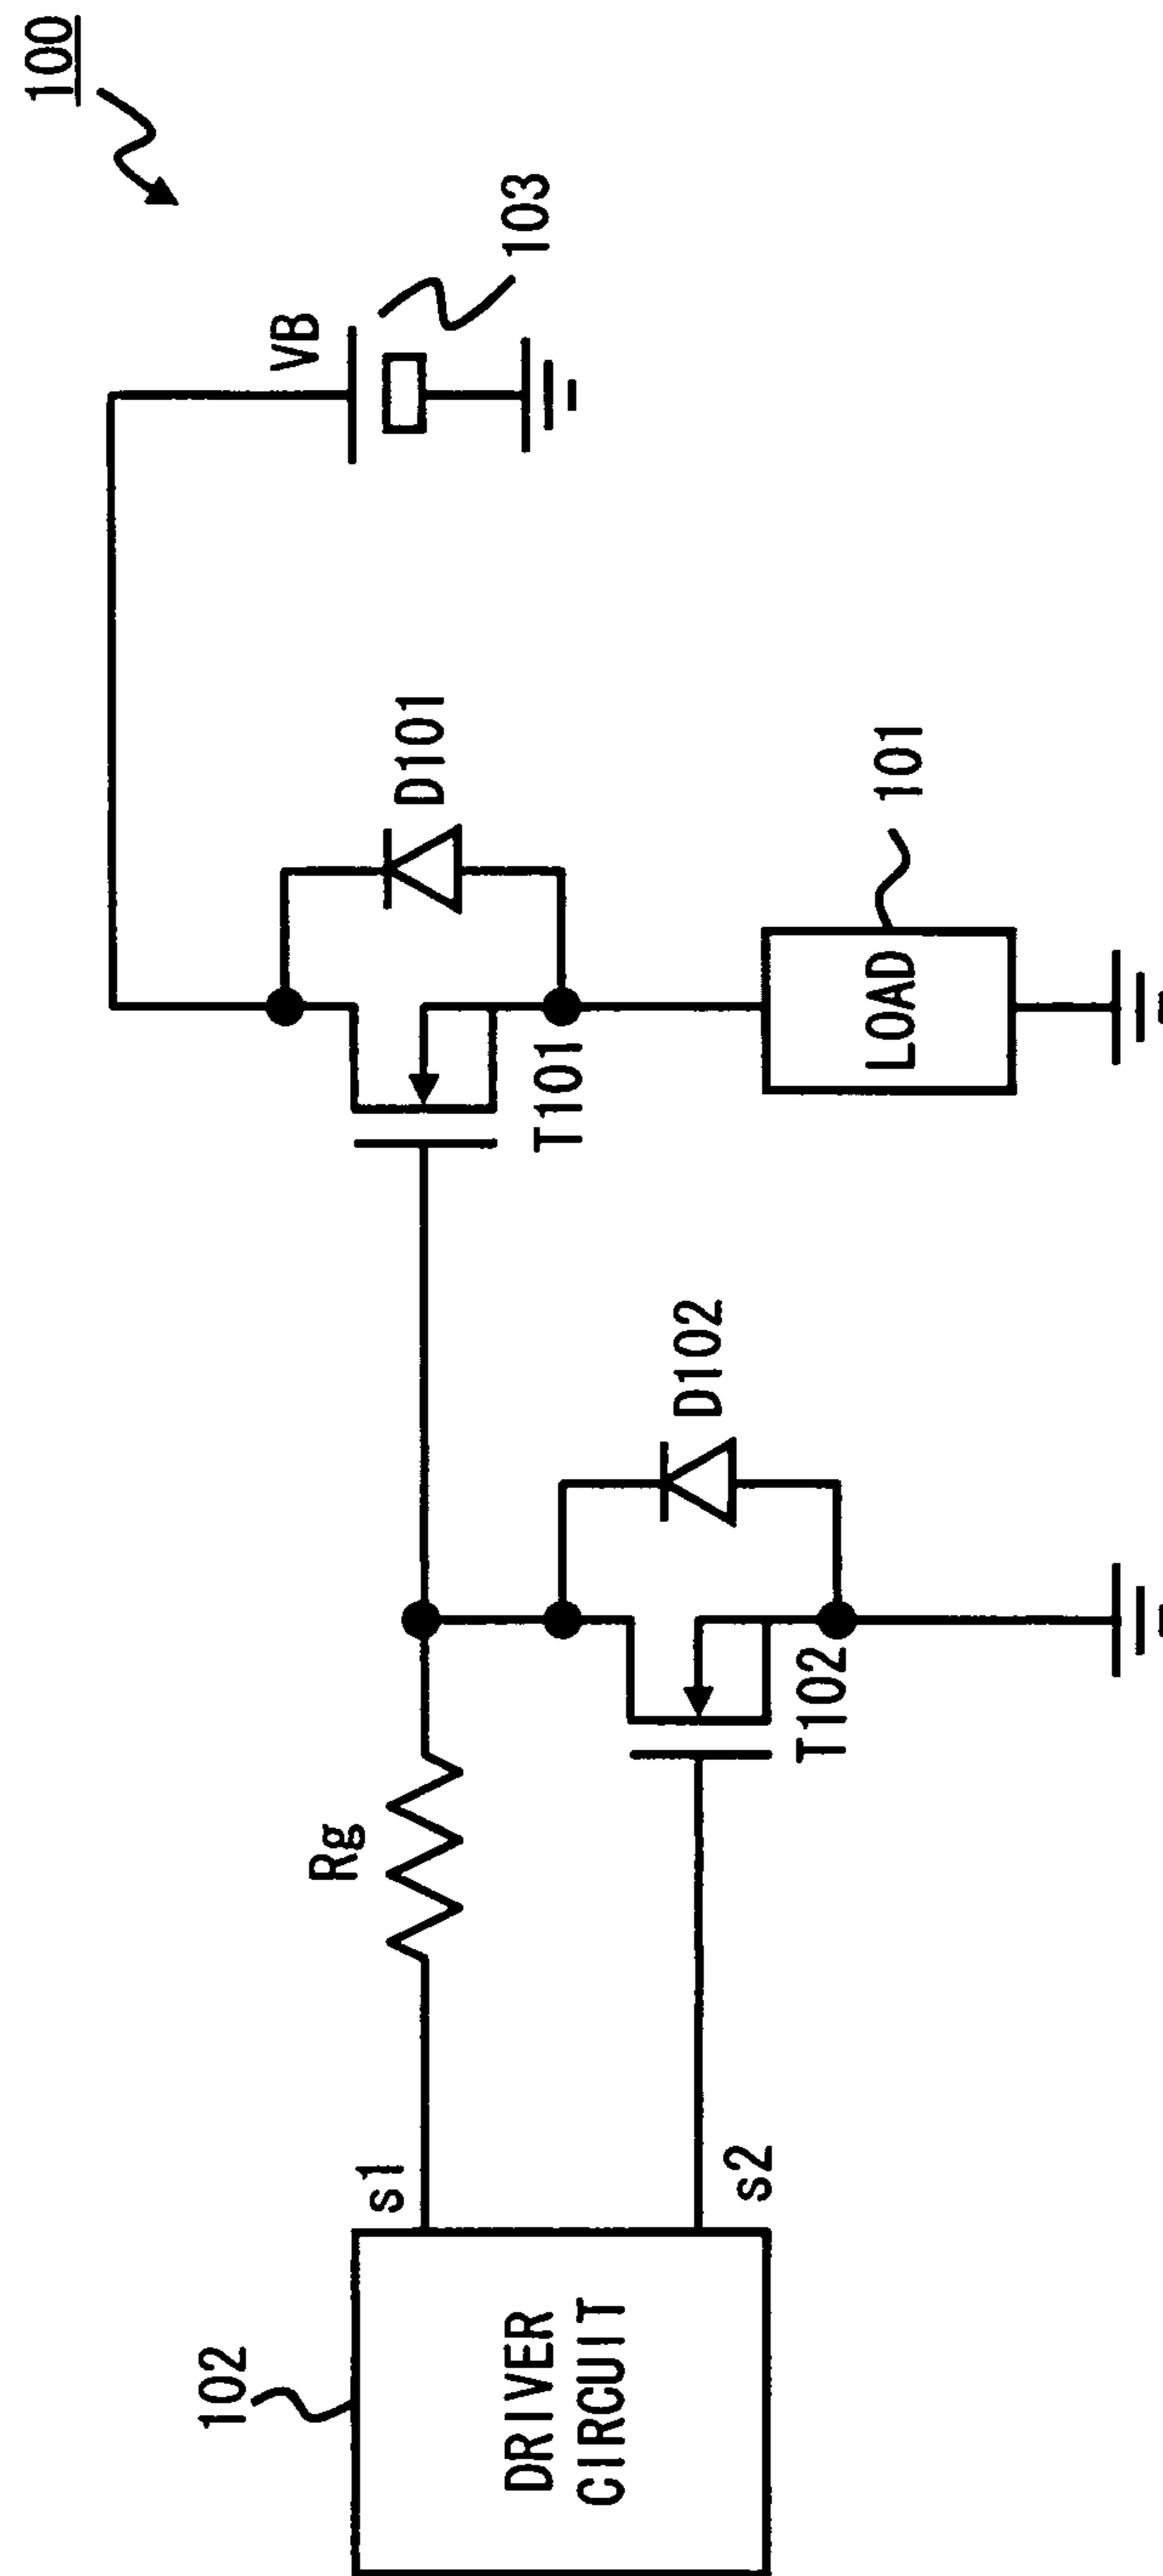 100
VB
103
D101
T101
101
LOAD
D102
T102
Rg
s1
s2
102
DRIVER
CIRCUIT